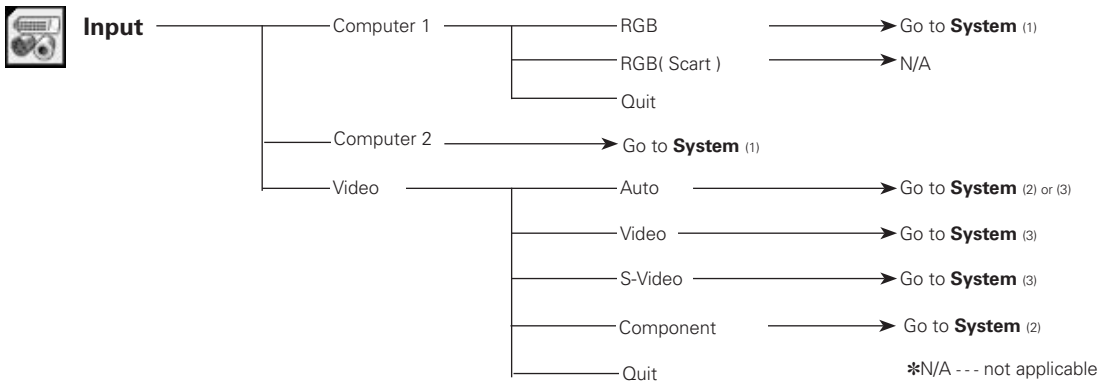 Input Computer 1 RGB Go to System (1)
RGB( Scart ) N/A
Quit
Computer 2 Go to System (1)
Video Auto Go to System (2) or (3)
Video Go to System (3)
S-Video Go to System (3)
Component Go to System (2)
Quit
✽N/A - - - not applicable